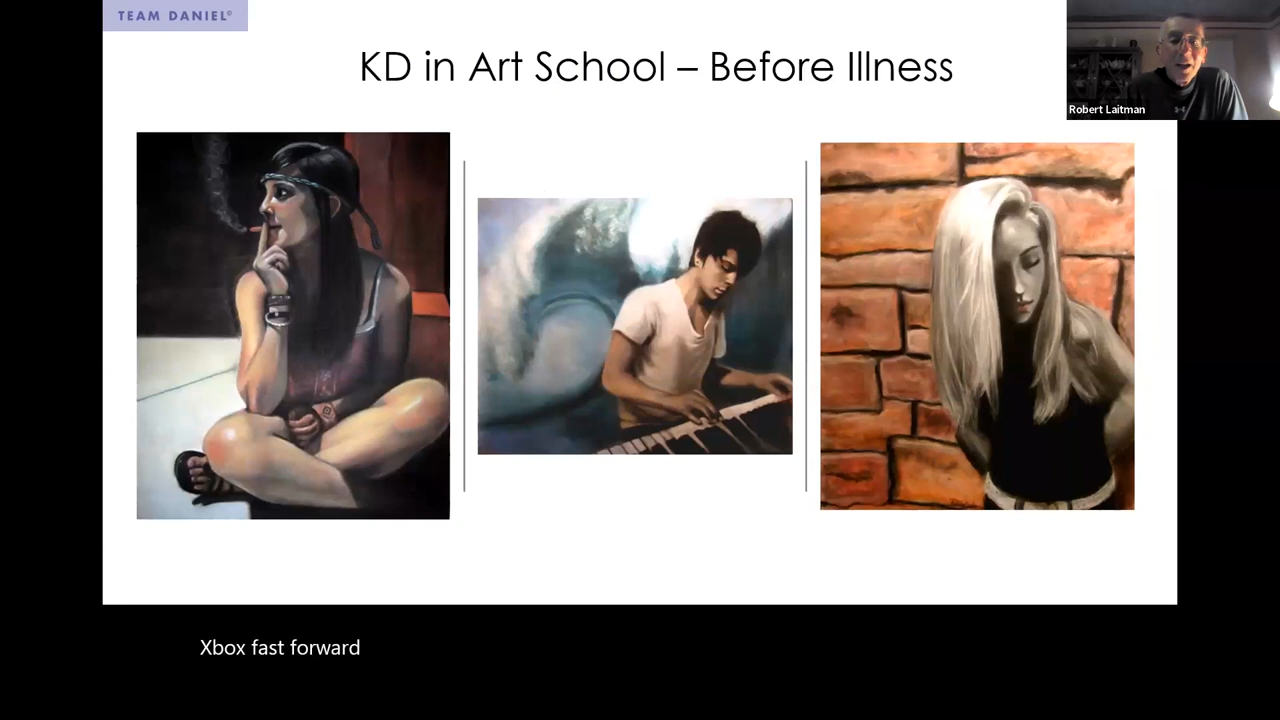 TEAM DANIEL©
KD in Art School – Before Illness
Robert Laitman
Xbox fast forward